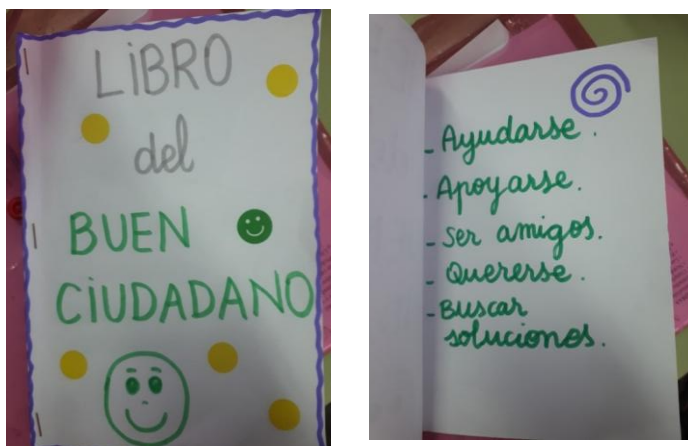 LiBRO
del
BUEN
CiUDADANO
- Ayudarse.
- Apoyarse.
- Ser amigos.
- Quererse.
- Buscar
soluciones.